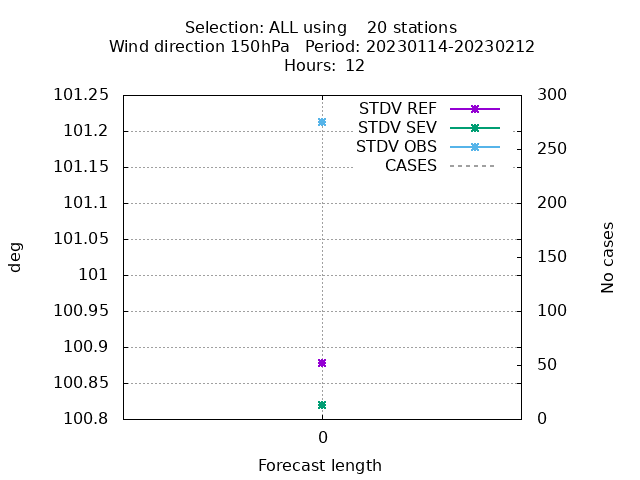 Selection: ALL using 20 stations
Wind direction 150hPa Period: 20230114-20230212
Hours: 12
101.25
101.2
101.15
101.1
101.05
101
100.95
100.9
100.85
100.8
deg
STDV REF
STDV SEV
STDV OBS
CASES
300
250
200
150
100
50
0
No cases
0
Forecast length